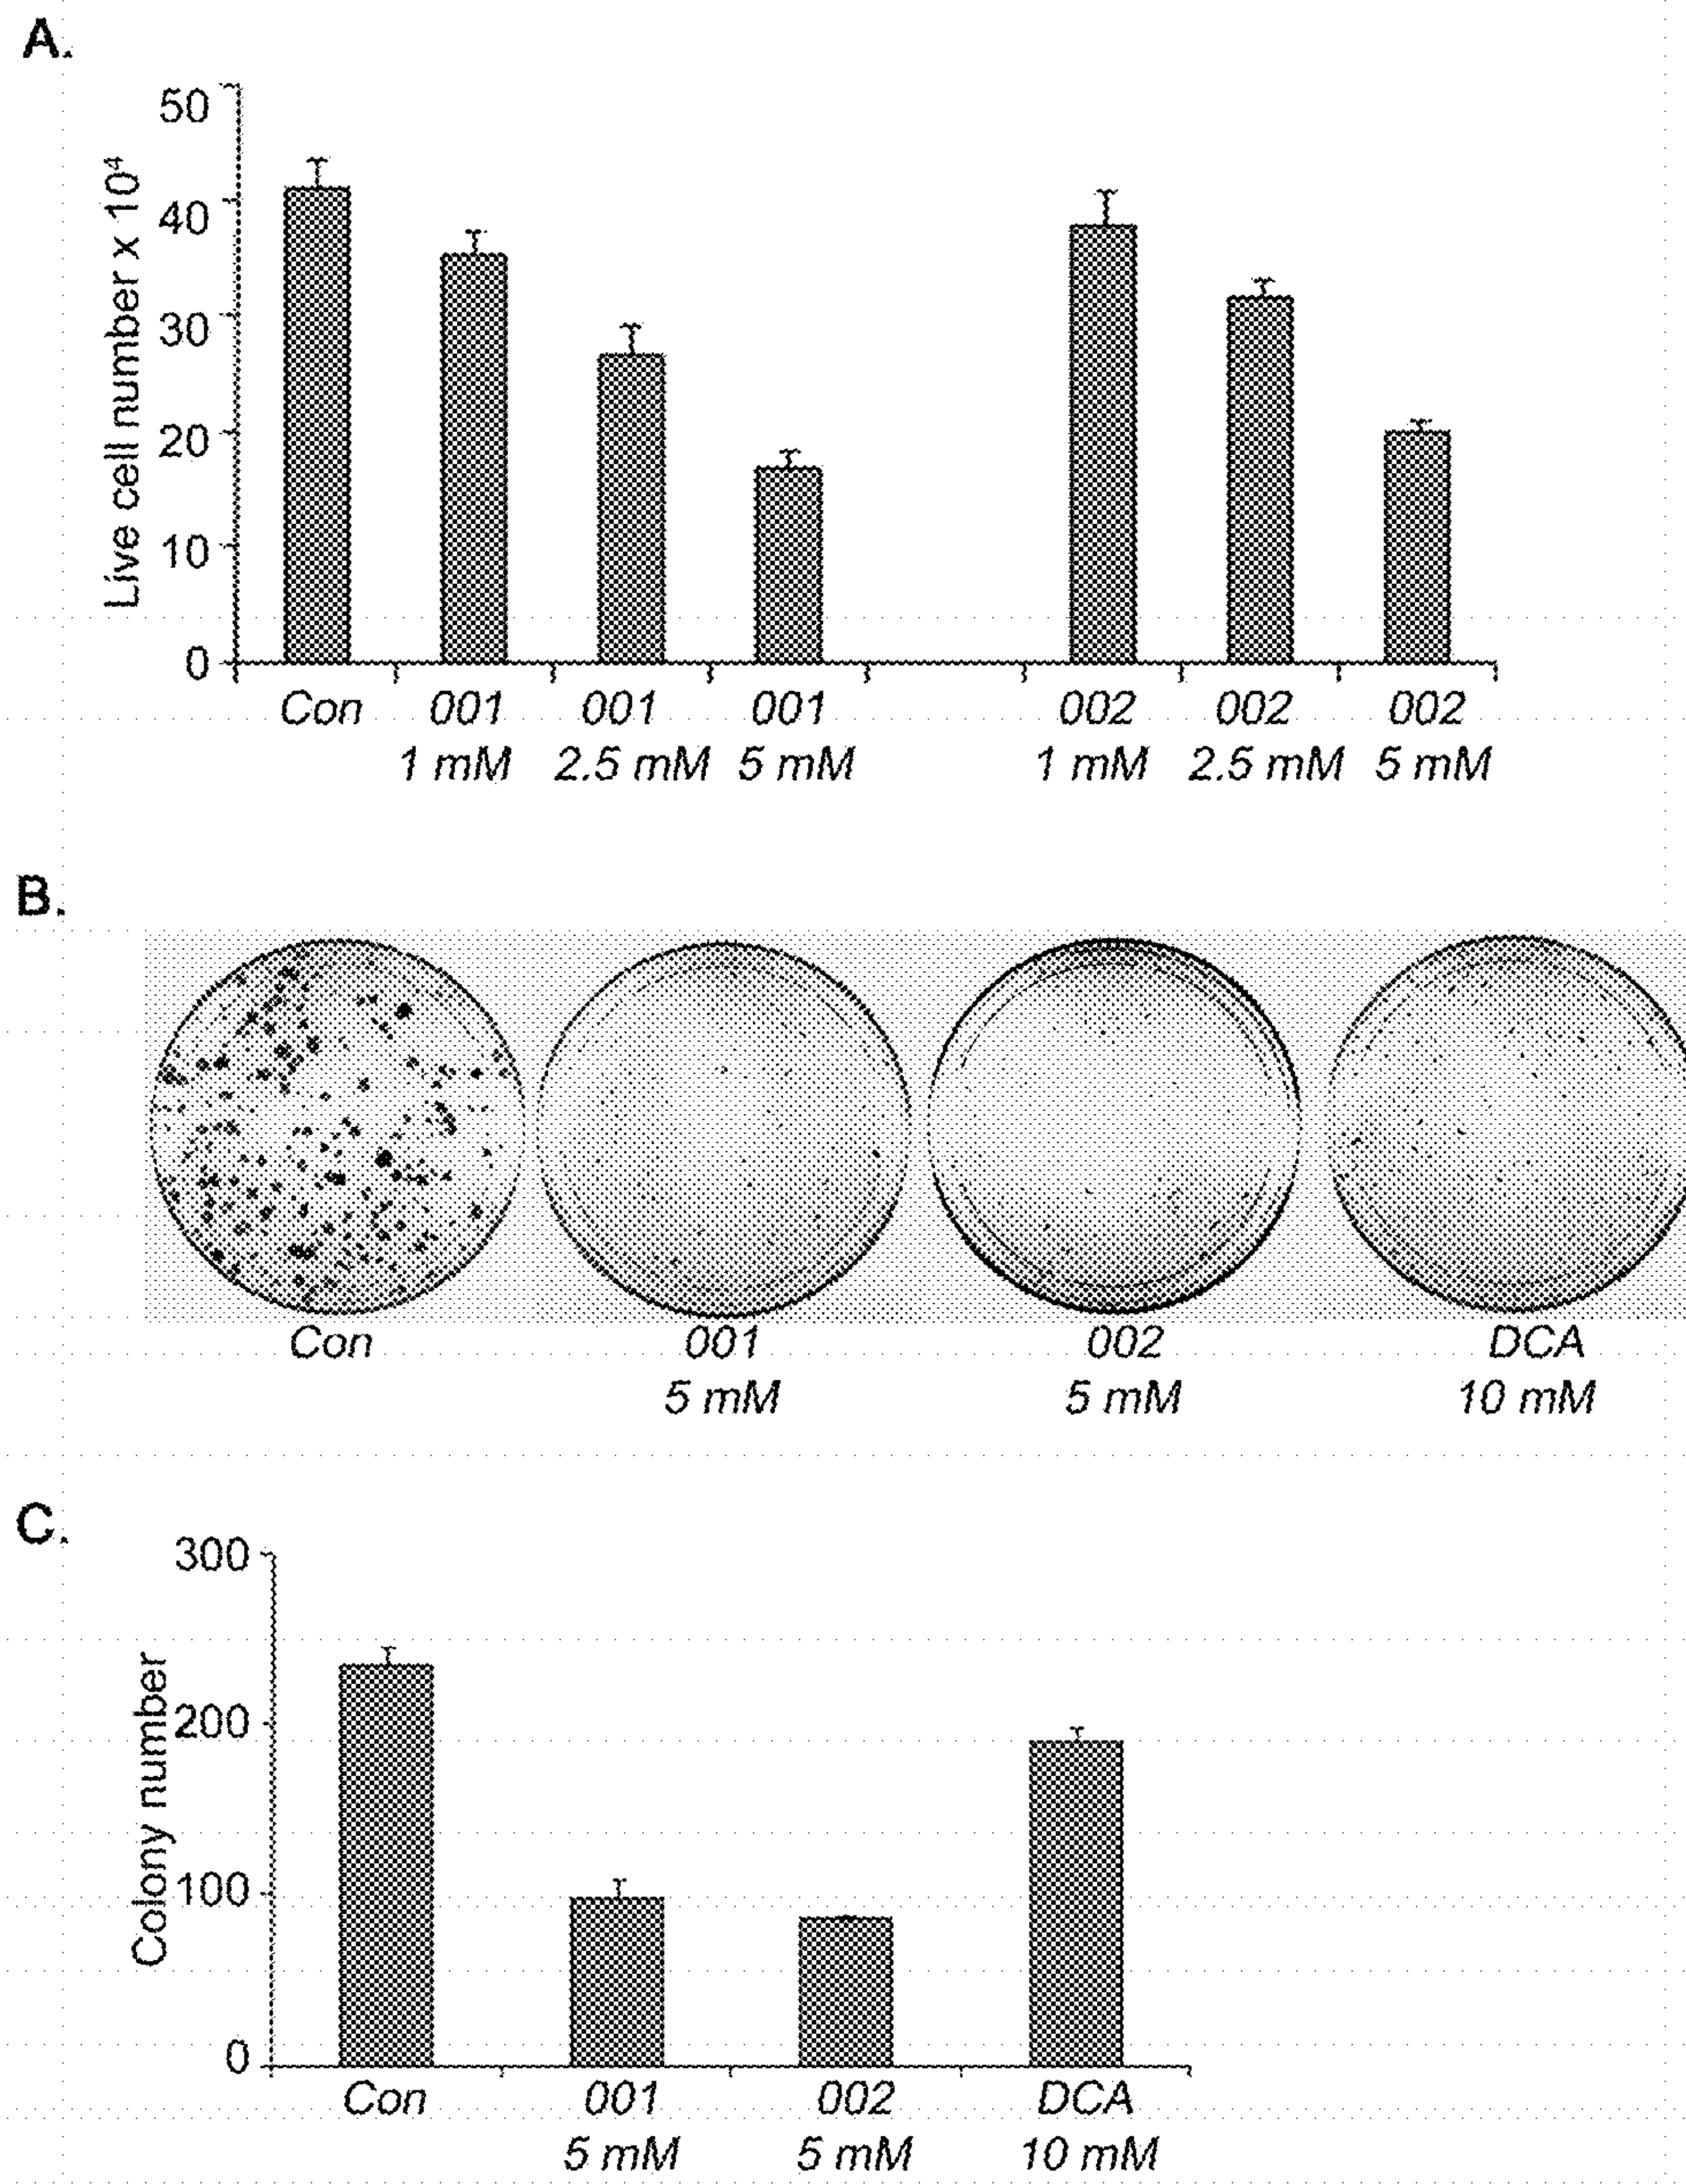 A.
50
40
30
20
10
0
Live cell number x 10⁴
Con 001 001 001 002 002 002
1 mM 2.5 mM 5 mM 1 mM 2.5 mM 5 mM
B.
Con 001 002 DCA
5 mM 5 mM 10 mM
C.
300
200
100
0
Colony number
Con 001 002 DCA
5 mM 5 mM 10 mM